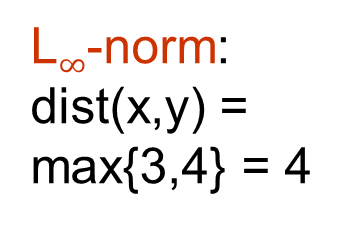 L∞-norm:
dist(x,y) =
max{3,4} = 4